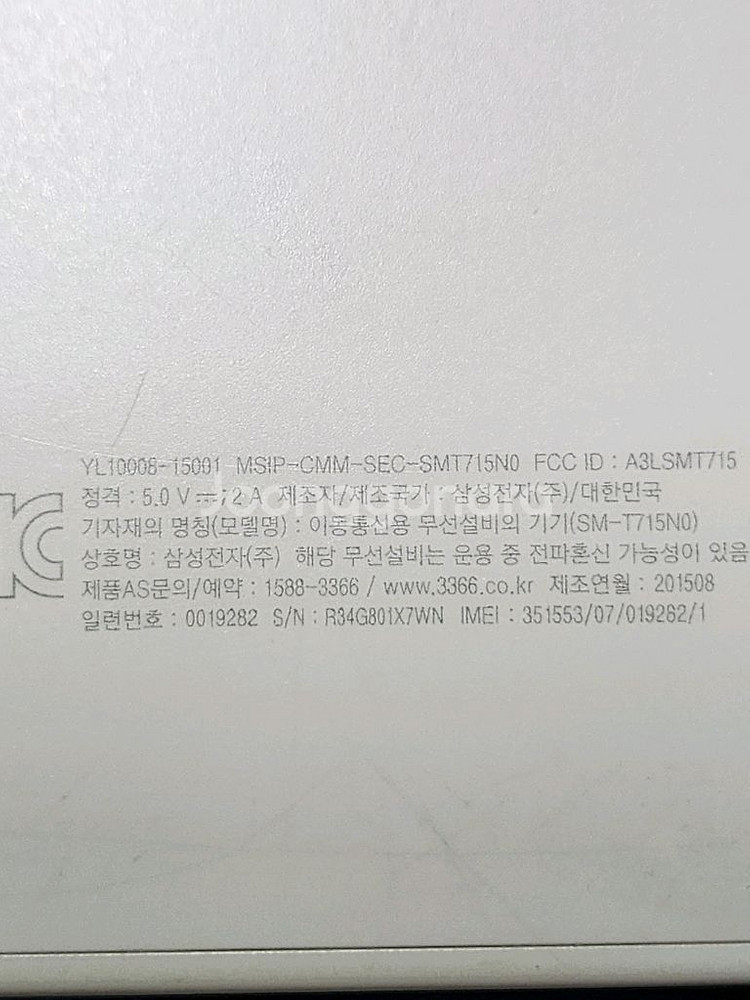 YL10006-15001 MSIP-CMM-SEC-SMT715N0 FCC ID : A3LSMT715
정격 : 5.0 V ⎓; 2 A 제조자/제조국가 : 삼성전자(주)/대한민국
기자재의 명칭(모델명) : 이동통신용 무선설비의 기기(SM-T715N0)
상호명 : 삼성전자(주) 해당 무선설비는 운용 중 전파혼신 가능성이 있음
제품AS문의/예약 : 1588-3366 / www.3366.co.kr 제조연월 : 201508
일련번호 : 0019282 S/N : R34G801X7WN IMEI : 351553/07/019282/1